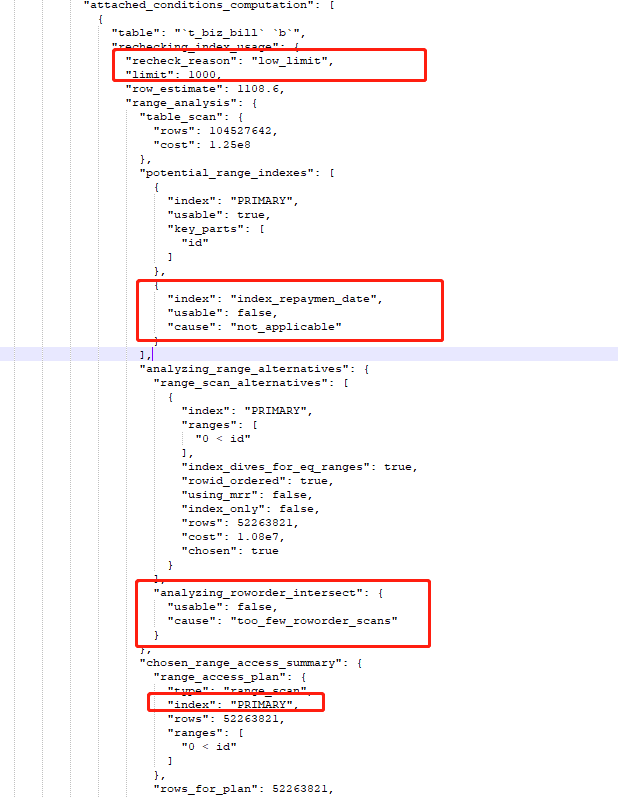 "attached_conditions_computation": [
{
"table": "`t_biz_bill` `b`",
"rechecking_index_usage": {
"recheck_reason": "low_limit",
"limit": 1000,
"row_estimate": 1108.6,
"range_analysis": {
"table_scan": {
"rows": 104527642,
"cost": 1.25e8
},
"potential_range_indexes": [
{
"index": "PRIMARY",
"usable": true,
"key_parts": [
"id"
]
},
{
"index": "index_repaymen_date",
"usable": false,
"cause": "not_applicable"
}
],
"analyzing_range_alternatives": {
"range_scan_alternatives": [
{
"index": "PRIMARY",
"ranges": [
"0 < id"
],
"index_dives_for_eq_ranges": true,
"rowid_ordered": true,
"using_mrr": false,
"index_only": false,
"rows": 52263821,
"cost": 1.08e7,
"chosen": true
}
],
"analyzing_roworder_intersect": {
"usable": false,
"cause": "too_few_roworder_scans"
}
},
"chosen_range_access_summary": {
"range_access_plan": {
"type": "range_scan",
"index": "PRIMARY",
"rows": 52263821,
"ranges": [
"0 < id"
]
},
"rows_for_plan": 52263821,